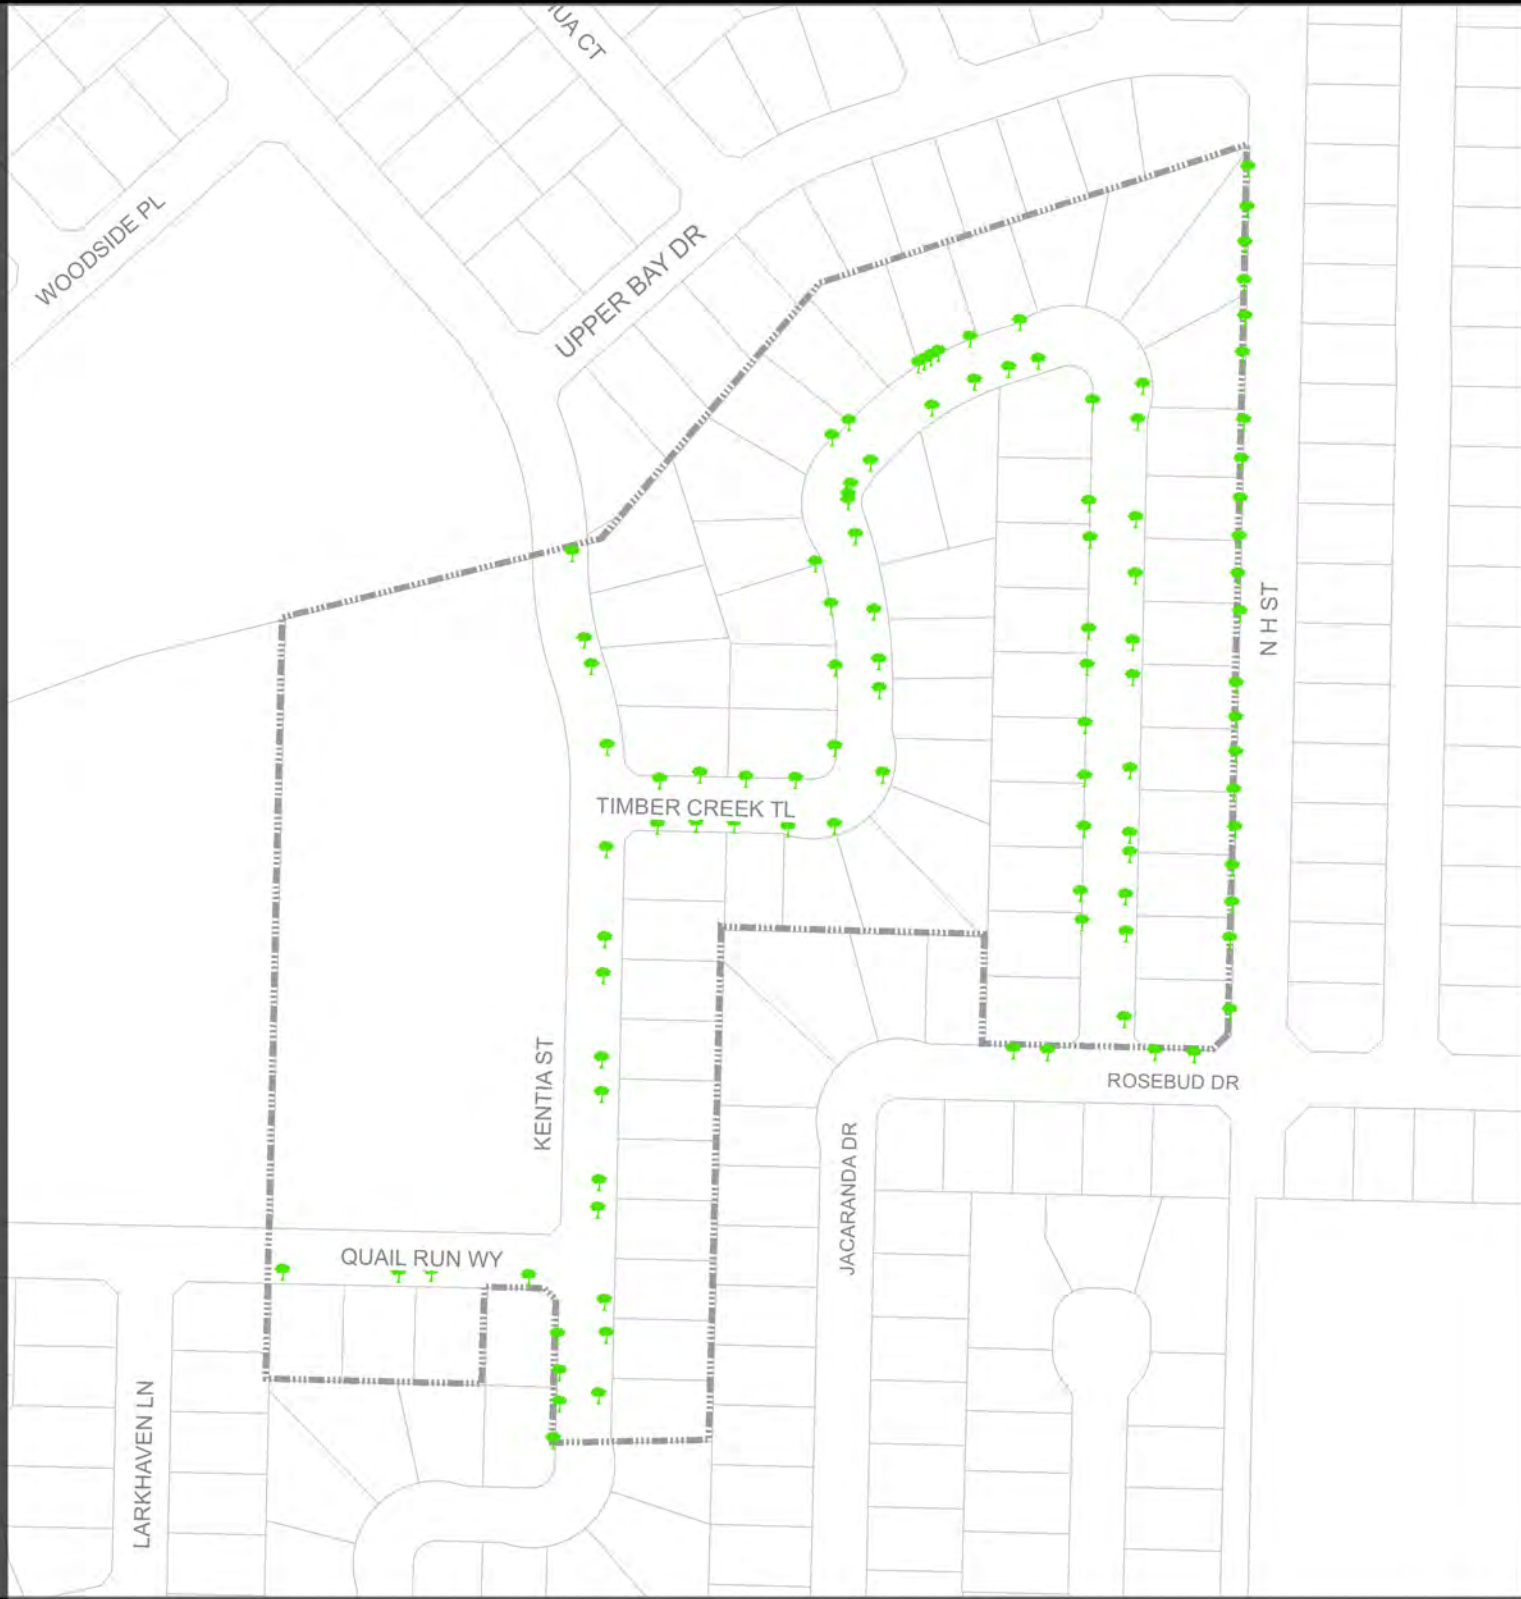 WOODSIDE PL
UPPER BAY DR
TIMBER CREEK TL
N H ST
KENTIA ST
ROSEBUD DR
JACARANDA DR
QUAIL RUN WY
LARKHAVEN LN